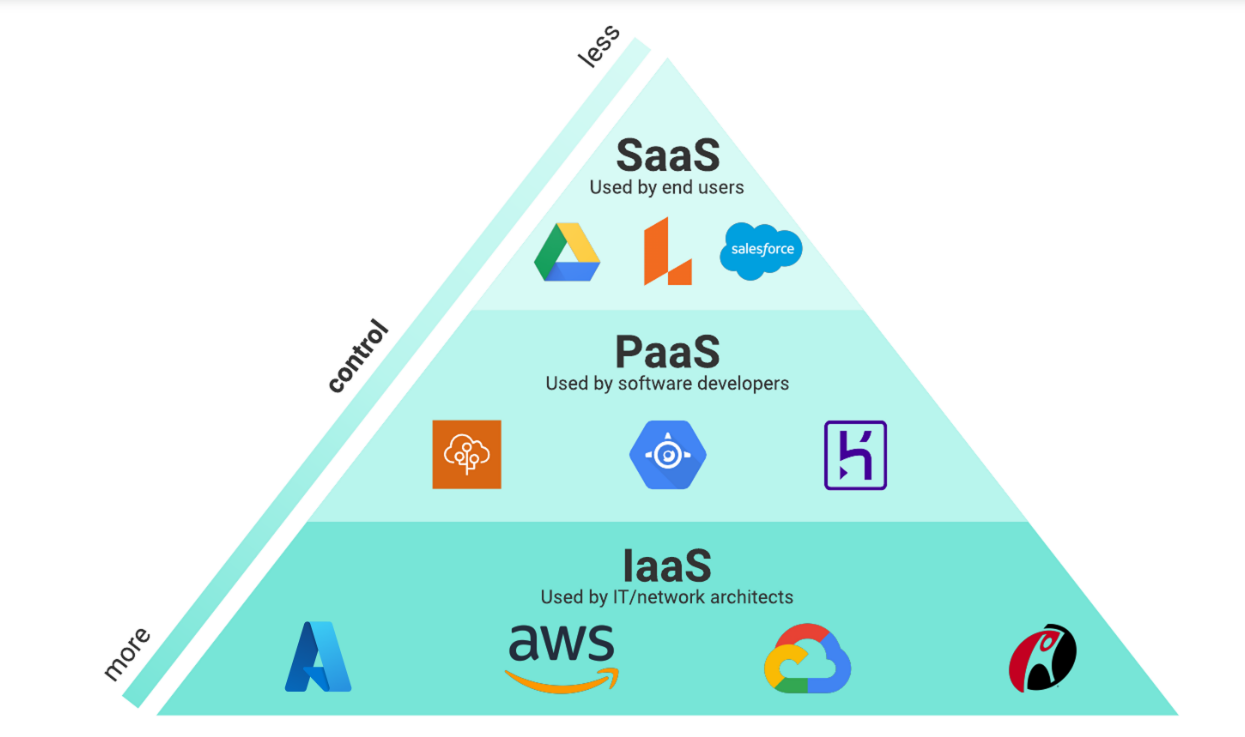 less
SaaS
Used by end users
salesforce
control
PaaS
Used by software developers
IaaS
Used by IT/network architects
more
aws